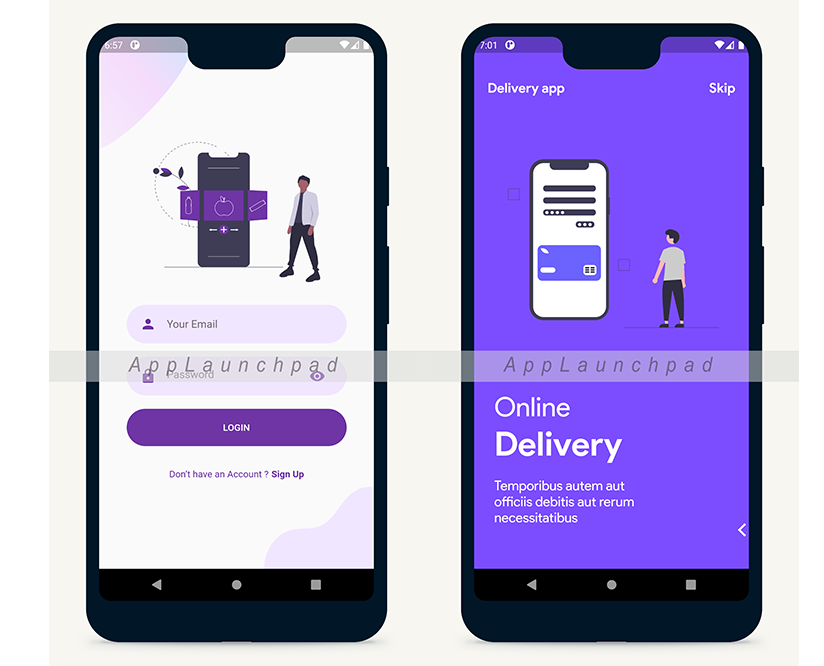 6:57
Your Email
Password
AppLaunchpad
LOGIN
Don't have an Account ? Sign Up
7:01
Delivery app
Skip
AppLaunchpad
Online
Delivery
Temporibus autem aut
officiis debitis aut rerum
necessitatibus